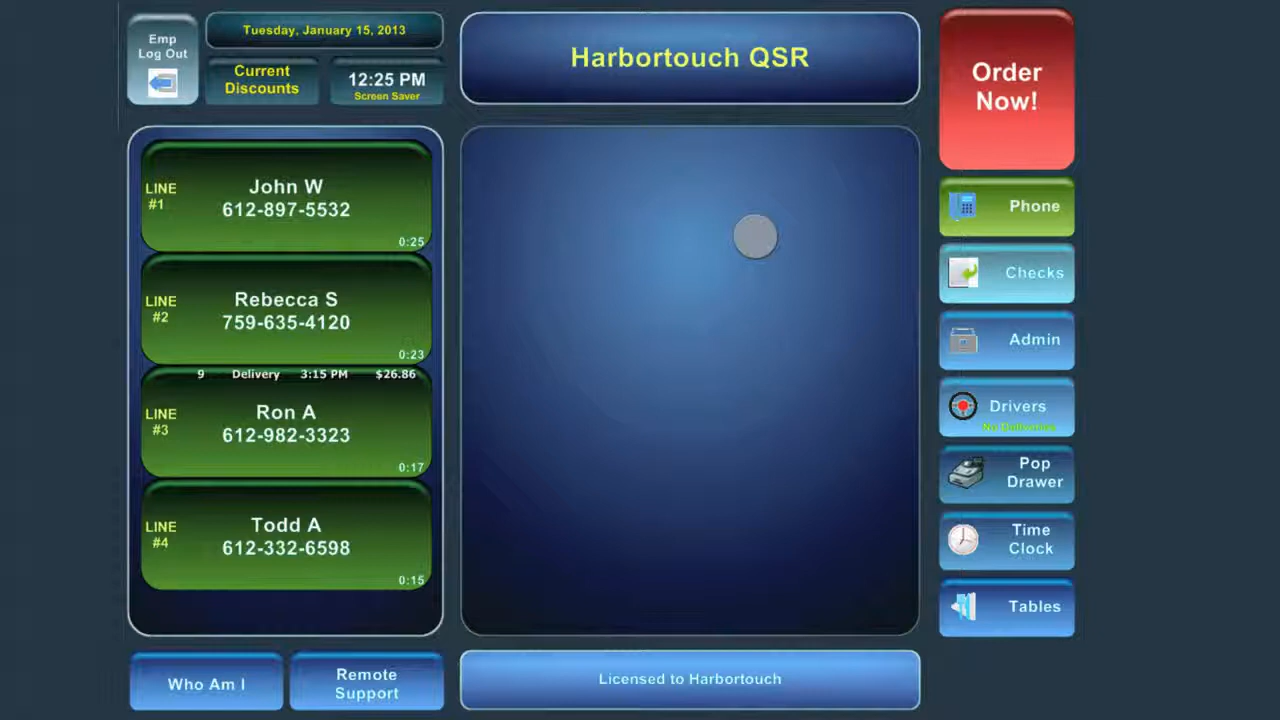 Emp
Log Out
Tuesday, January 15, 2013
Current
Discounts
12:25 PM
Screen Saver
Harbortouch QSR
Order
Now!
LINE
#1
John W
612-897-5532
0:25
LINE
#2
Rebecca S
759-635-4120
0:23
9 Delivery 3:15 PM $26.86
LINE
#3
Ron A
612-982-3323
0:17
LINE
#4
Todd A
612-332-6598
0:15
Phone
Checks
Admin
Drivers
No Deliveries
Pop
Drawer
Time
Clock
Tables
Who Am I
Remote
Support
Licensed to Harbortouch